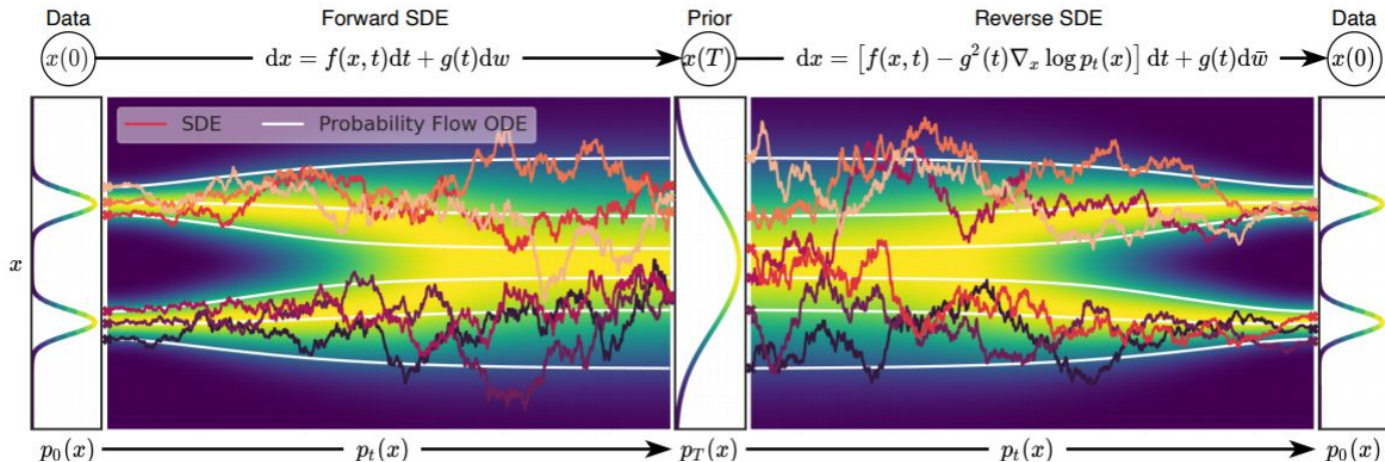 Data Forward SDE Prior Reverse SDE Data
x(0) dx = f(x, t)dt + g(t)dw x(T) dx = [f(x, t) − g²(t)∇ₓ log pₜ(x)] dt + g(t)dw̄ x(0)
SDE Probability Flow ODE
x
p₀(x) pₜ(x) p_T(x) pₜ(x) p₀(x)